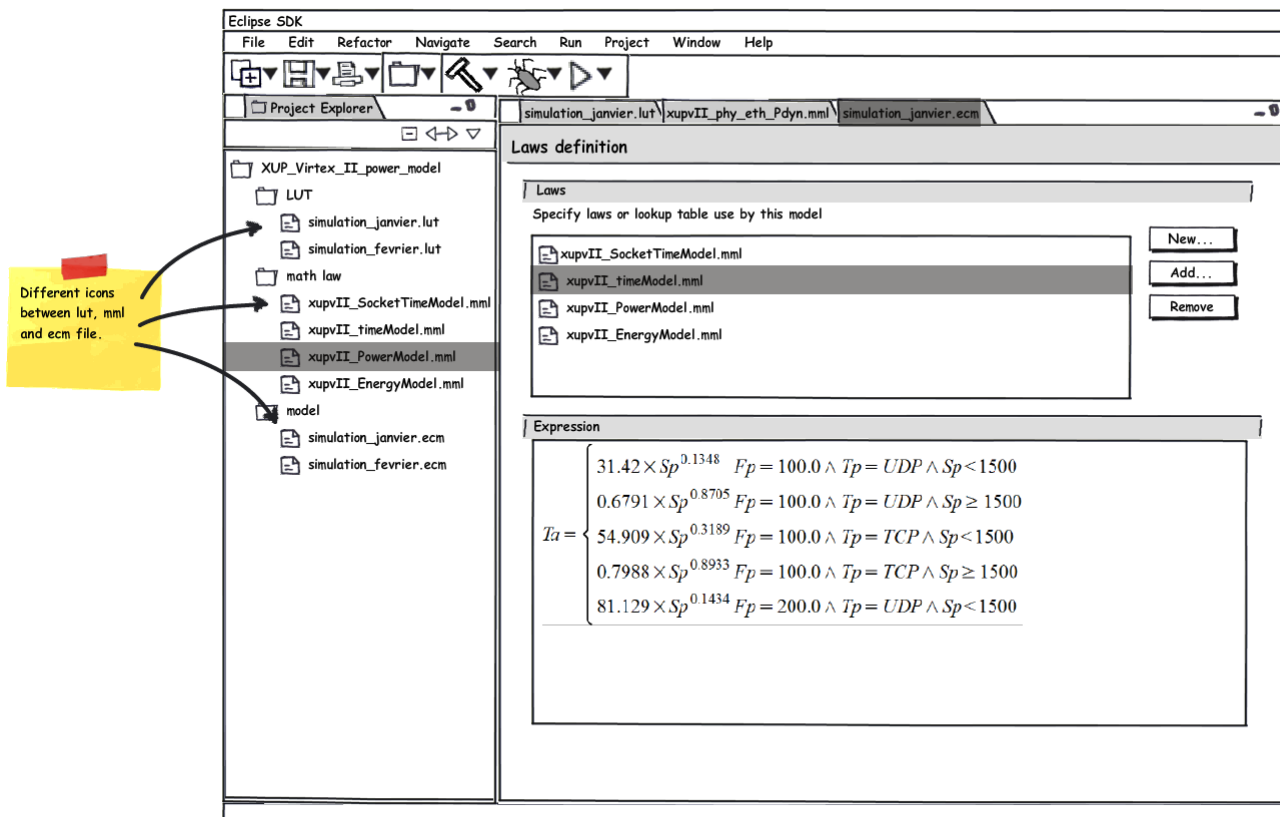 Eclipse SDK
File Edit Refactor Navigate Search Run Project Window Help
Project Explorer
XUP_Virtex_II_power_model
LUT
simulation_janvier.lut
simulation_fevrier.lut
math law
xupvII_SocketTimeModel.mml
xupvII_timeModel.mml
xupvII_PowerModel.mml
xupvII_EnergyModel.mml
model
simulation_janvier.ecm
simulation_fevrier.ecm
Different icons
between lut, mml
and ecm file.
simulation_janvier.lut xupvII_phy_eth_Pdyn.mml simulation_janvier.ecm
Laws definition
Laws
Specify laws or lookup table use by this model
xupvII_SocketTimeModel.mml
xupvII_timeModel.mml
xupvII_PowerModel.mml
xupvII_EnergyModel.mml
New...
Add...
Remove
Expression
Ta =
31.42 × Sp^0.1348 Fp = 100.0 ∧ Tp = UDP ∧ Sp < 1500
0.6791 × Sp^0.8705 Fp = 100.0 ∧ Tp = UDP ∧ Sp ≥ 1500
54.909 × Sp^0.3189 Fp = 100.0 ∧ Tp = TCP ∧ Sp < 1500
0.7988 × Sp^0.8933 Fp = 100.0 ∧ Tp = TCP ∧ Sp ≥ 1500
81.129 × Sp^0.1434 Fp = 200.0 ∧ Tp = UDP ∧ Sp < 1500